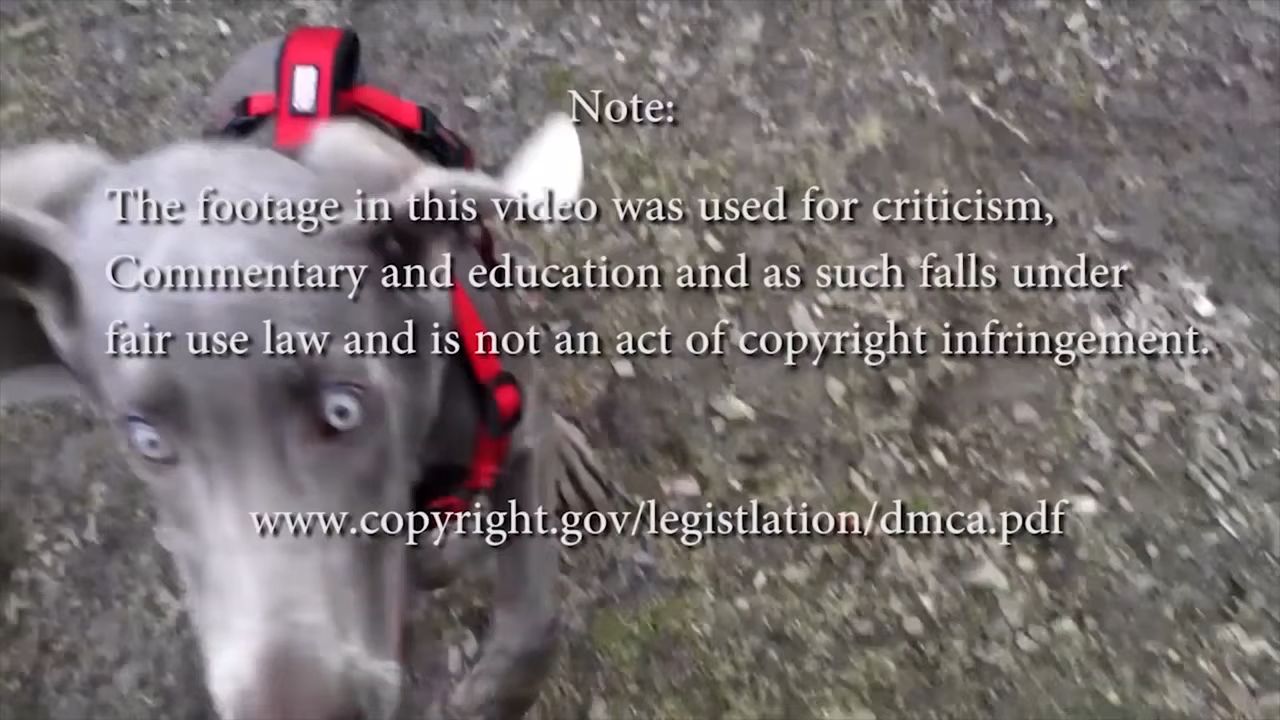 Note:
The footage in this video was used for criticism,
Commentary and education and as such falls under
fair use law and is not an act of copyright infringement.
www.copyright.gov/legistlation/dmca.pdf